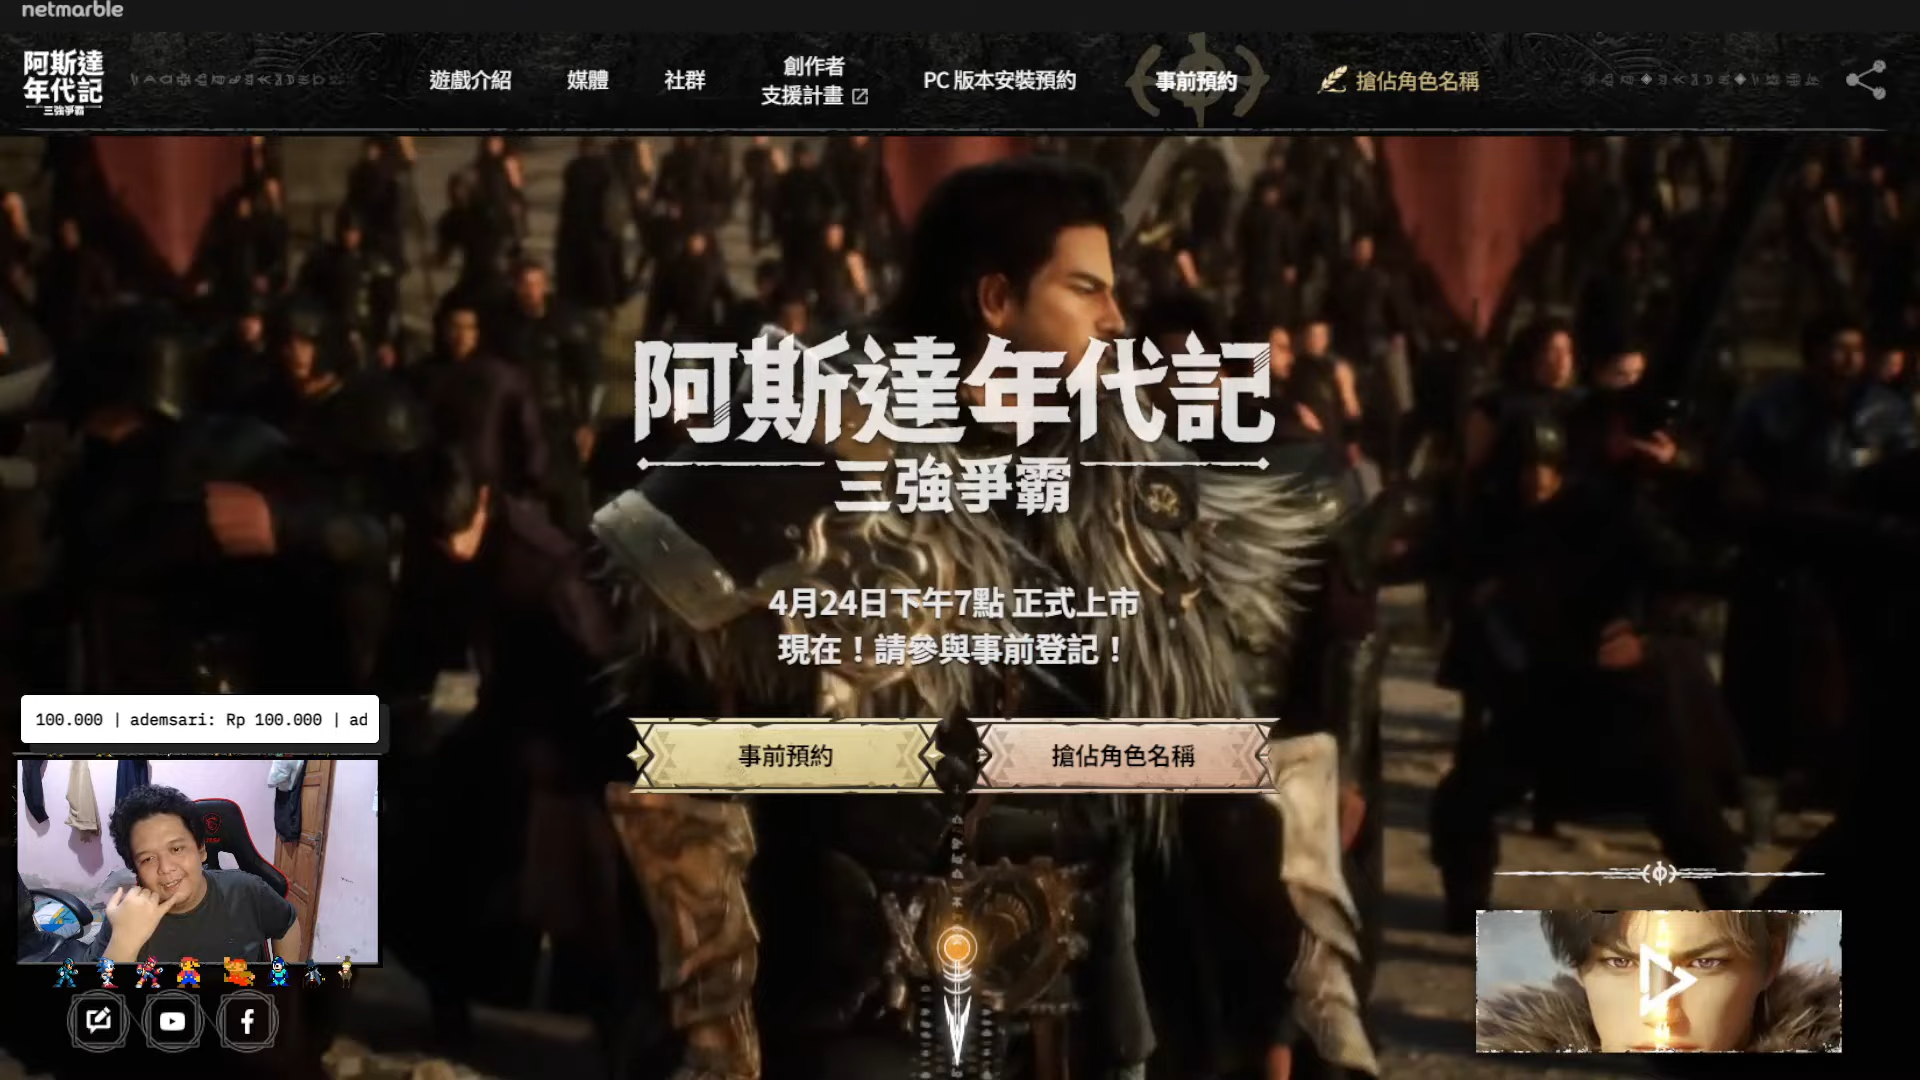 netmarble
阿斯達
年代記
三強爭霸
遊戲介紹
媒體
社群
創作者
支援計畫
PC 版本安裝預約
事前預約
搶佔角色名稱
阿斯達年代記
三強爭霸
4月24日下午7點 正式上市
現在！請參與事前登記！
事前預約
搶佔角色名稱
100.000 | ademsari: Rp 100.000 | ad